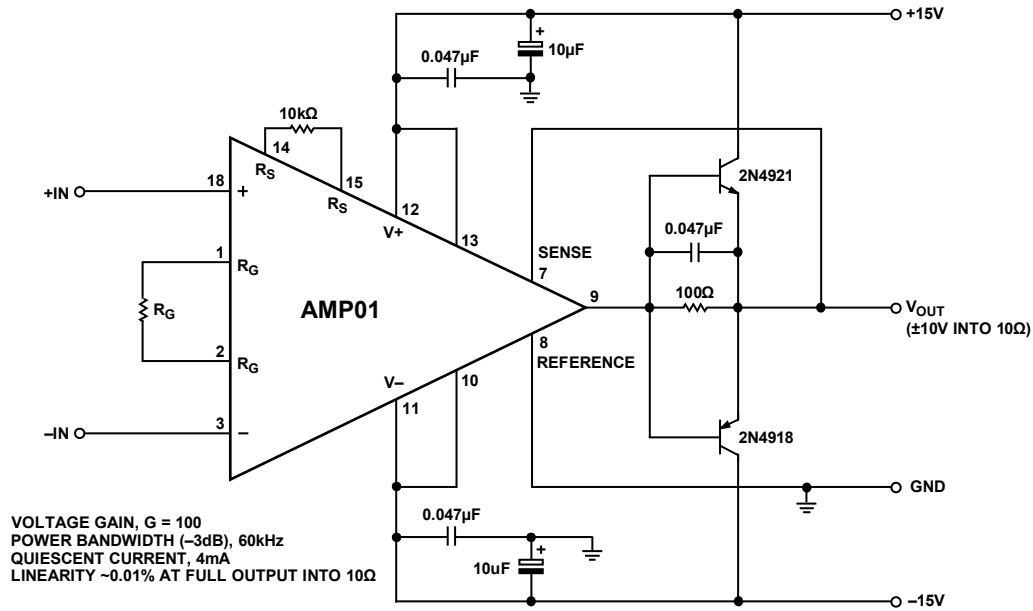 +15V
+
0.047µF
10µF
10kΩ
14
15
RS
RS
2N4921
+IN
18
+
12
V+
13
0.047µF
SENSE
7
1
RG
RG
AMP01
9
100Ω
VOUT
(±10V INTO 10Ω)
8
REFERENCE
2
RG
V–
10
11
–IN
3
–
2N4918
GND
0.047µF
+
10uF
VOLTAGE GAIN, G = 100
POWER BANDWIDTH (–3dB), 60kHz
QUIESCENT CURRENT, 4mA
LINEARITY ~0.01% AT FULL OUTPUT INTO 10Ω
–15V